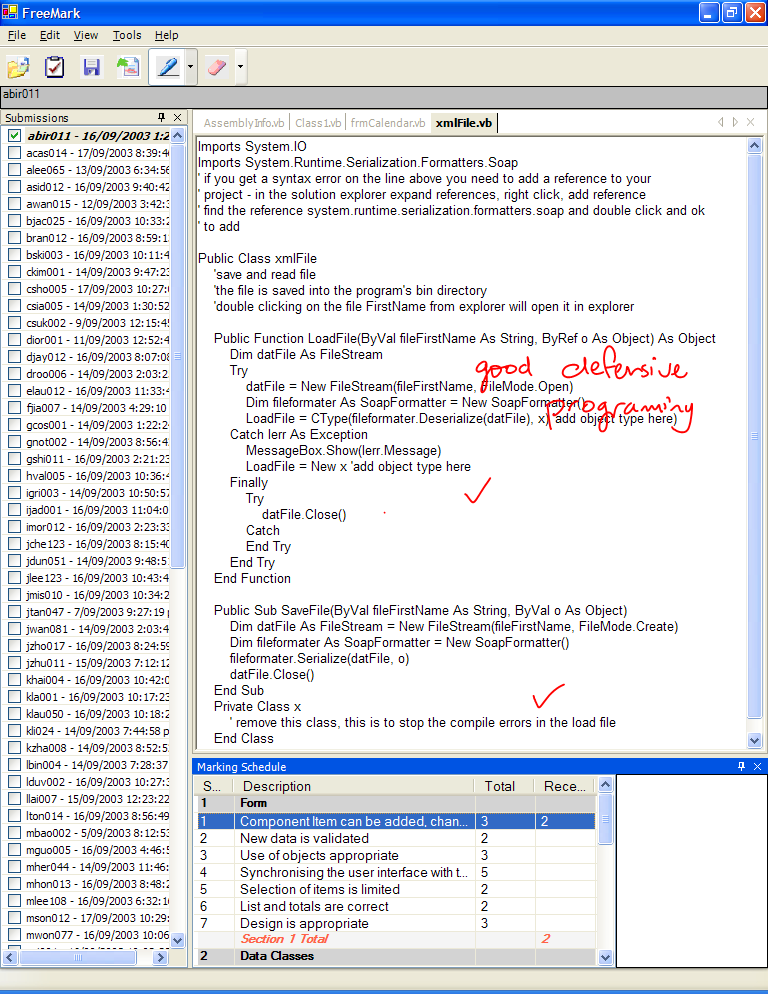 FreeMark
File Edit View Tools Help
abir011
Submissions
abir011 - 16/09/2003 1:2
acas014 - 17/09/2003 8:39:4
alee065 - 13/09/2003 6:34:56
asid012 - 16/09/2003 9:40:42
awan015 - 12/09/2003 3:42:3
bjac025 - 16/09/2003 10:33:2
bran012 - 16/09/2003 8:59:1
bski003 - 16/09/2003 10:11:4
ckim001 - 14/09/2003 9:47:23
csho005 - 17/09/2003 10:27:
csia005 - 14/09/2003 1:30:52
csuk002 - 9/09/2003 12:15:4
dior001 - 11/09/2003 12:52:4
djay012 - 16/09/2003 8:07:08
droo006 - 14/09/2003 2:03:2
elau012 - 16/09/2003 11:33:4
fjia007 - 14/09/2003 4:29:10
gcos001 - 14/09/2003 1:22:2
gnot002 - 14/09/2003 8:56:4
gshi011 - 16/09/2003 2:21:23
hval005 - 16/09/2003 10:36:4
igri003 - 14/09/2003 10:50:57
ijad001 - 16/09/2003 11:04:0
imor012 - 16/09/2003 2:23:33
jche123 - 16/09/2003 8:15:40
jdun051 - 14/09/2003 9:48:5
jlee123 - 16/09/2003 10:43:4
jmis010 - 16/09/2003 10:34:2
jtan047 - 7/09/2003 9:27:19
jwan081 - 14/09/2003 2:03:4
jzho017 - 16/09/2003 8:24:59
jzhu011 - 15/09/2003 7:12:12
khai004 - 16/09/2003 10:42:0
kla001 - 16/09/2003 10:17:23
klau050 - 16/09/2003 10:18:2
kli024 - 14/09/2003 7:44:58 p
kzha008 - 14/09/2003 8:52:5
lbin004 - 14/09/2003 7:28:37
lduv002 - 16/09/2003 10:27:3
llai007 - 15/09/2003 12:23:22
lton014 - 16/09/2003 8:56:49
mbao002 - 5/09/2003 8:12:53
mguo005 - 16/09/2003 4:46:5
mher044 - 14/09/2003 11:46:
mhon013 - 16/09/2003 8:48:2
mlee108 - 16/09/2003 6:32:16
mson012 - 17/09/2003 10:29:
mwon077 - 16/09/2003 10:06
AssemblyInfo.vb Class1.vb frmCalendar.vb xmlFile.vb
Imports System.IO
Imports System.Runtime.Serialization.Formatters.Soap
' if you get a syntax error on the line above you need to add a reference to your
' project - in the solution explorer expand references, right click, add reference
' find the reference system.runtime.serialization.formatters.soap and double click and ok
' to add
Public Class xmlFile
'save and read file
'the file is saved into the program's bin directory
'double clicking on the file FirstName from explorer will open it in explorer
Public Function LoadFile(ByVal fileFirstName As String, ByRef o As Object) As Object
Dim datFile As FileStream
Try
good defensive
datFile = New FileStream(fileFirstName, FileMode.Open)
Dim fileformater As SoapFormatter = New SoapFormatter()
programing
LoadFile = CType(fileformater.Deserialize(datFile), x) 'add object type here)
Catch lerr As Exception
MessageBox.Show(lerr.Message)
LoadFile = New x 'add object type here
Finally
Try
datFile.Close()
Catch
End Try
End Try
End Function
Public Sub SaveFile(ByVal fileFirstName As String, ByVal o As Object)
Dim datFile As FileStream = New FileStream(fileFirstName, FileMode.Create)
Dim fileformater As SoapFormatter = New SoapFormatter()
fileformater.Serialize(datFile, o)
datFile.Close()
End Sub
Private Class x
' remove this class, this is to stop the compile errors in the load file
End Class
Marking Schedule
S... Description Total Rece...
1 Form
1 Component Item can be added, chan... 3 2
2 New data is validated 2
3 Use of objects appropriate 3
4 Synchronising the user interface with t... 5
5 Selection of items is limited 2
6 List and totals are correct 2
7 Design is appropriate 3
Section 1 Total 2
2 Data Classes